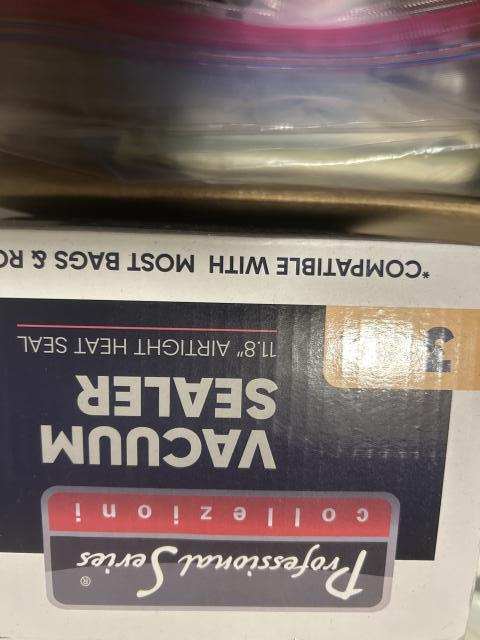 Professional Series®
collezioni
VACUUM
SEALER
11.8" AIRTIGHT HEAT SEAL
*COMPATIBLE WITH MOST BAGS &